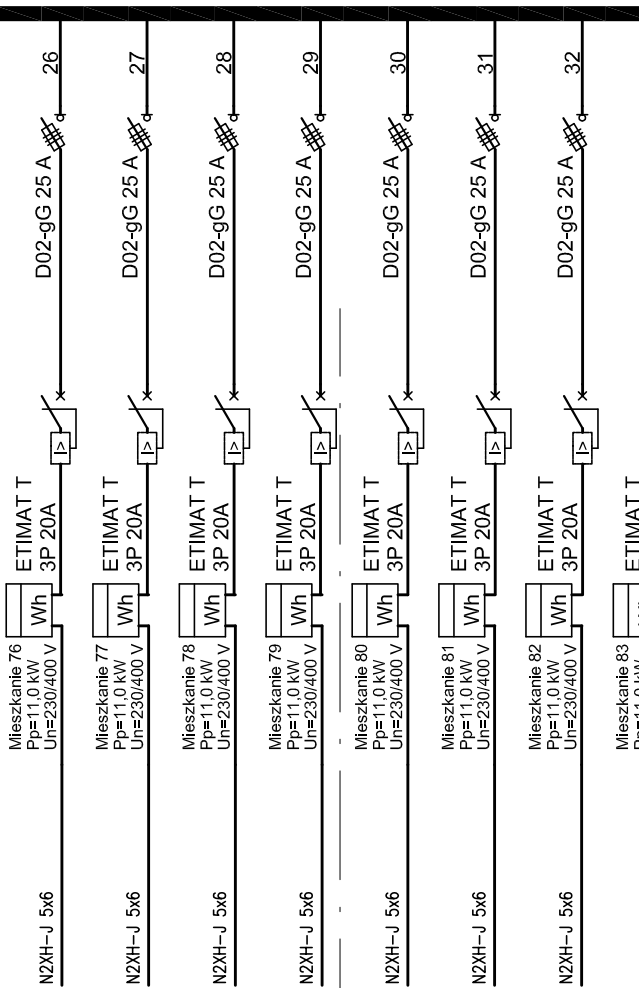 26
D02-gG 25 A
ETIMAT T
3P 20A
I>
Wh
Mieszkanie 76
Pp=11,0 kW
Un=230/400 V
N2XH-J 5x6
27
D02-gG 25 A
ETIMAT T
3P 20A
I>
Wh
Mieszkanie 77
Pp=11,0 kW
Un=230/400 V
N2XH-J 5x6
28
D02-gG 25 A
ETIMAT T
3P 20A
I>
Wh
Mieszkanie 78
Pp=11,0 kW
Un=230/400 V
N2XH-J 5x6
29
D02-gG 25 A
ETIMAT T
3P 20A
I>
Wh
Mieszkanie 79
Pp=11,0 kW
Un=230/400 V
N2XH-J 5x6
30
D02-gG 25 A
ETIMAT T
3P 20A
I>
Wh
Mieszkanie 80
Pp=11,0 kW
Un=230/400 V
N2XH-J 5x6
31
D02-gG 25 A
ETIMAT T
3P 20A
I>
Wh
Mieszkanie 81
Pp=11,0 kW
Un=230/400 V
N2XH-J 5x6
32
D02-gG 25 A
ETIMAT T
3P 20A
I>
Wh
Mieszkanie 82
Pp=11,0 kW
Un=230/400 V
N2XH-J 5x6
ETIMAT T
Mieszkanie 83